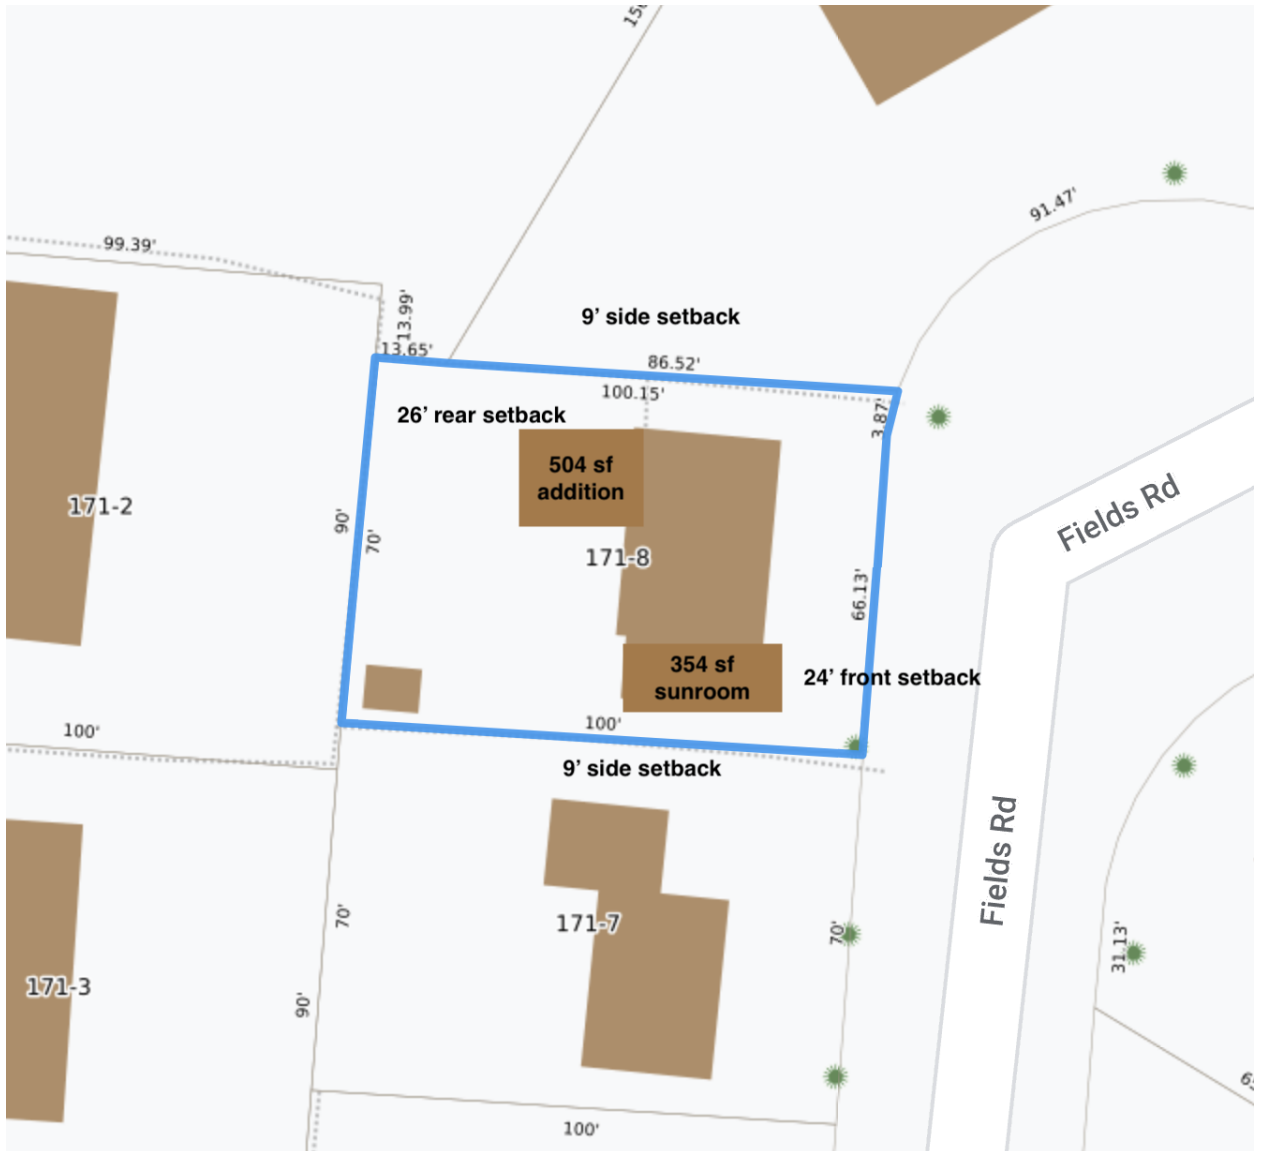 99.39'
13.99'
13.65'
9’ side setback
86.52'
100.15'
3.87'
91.47'
26’ rear setback
504 sf
addition
171-2
90'
70'
171-8
66.13'
Fields Rd
354 sf
sunroom
24’ front setback
100'
100'
9’ side setback
Fields Rd
70'
171-7
70'
31.13'
171-3
90'
100'